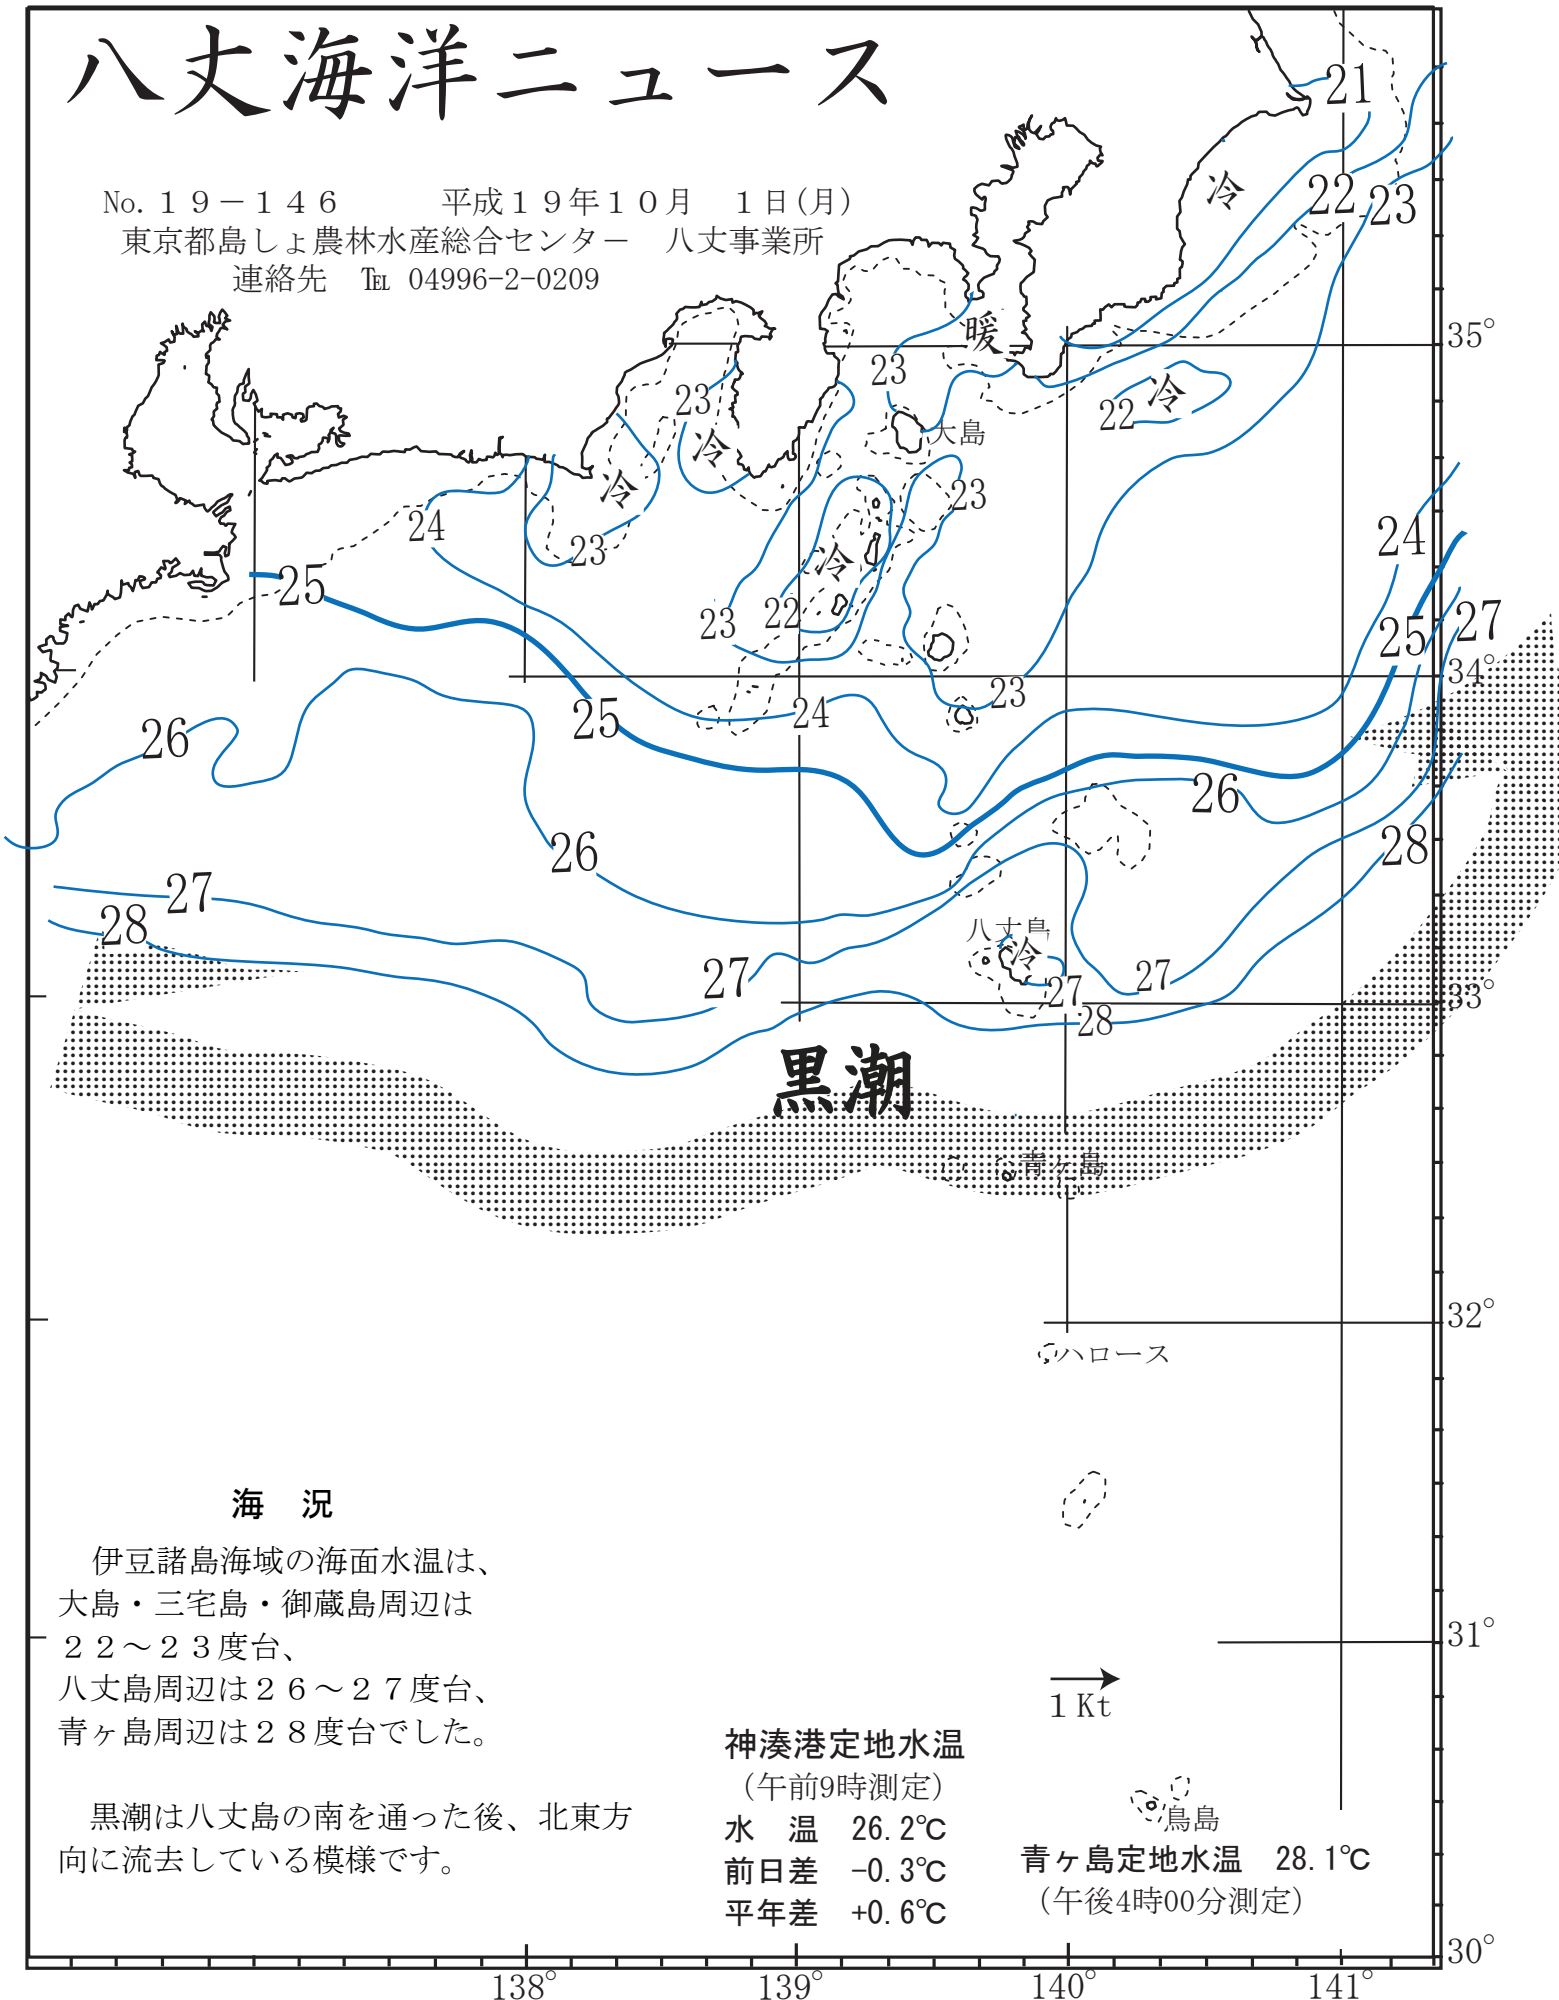 八丈海洋ニュース
No.１９－１４６　　　平成１９年１０月　１日(月)
東京都島しょ農林水産総合センタ－　八丈事業所
連絡先　℡ 04996-2-0209
21
冷
22
23
35°
暖
23
冷
22
大島
23
冷
冷
24
23
23
24
25
冷
23
22
25
27
34°
23
24
25
26
26
28
26
27
28
八丈島
冷
27
27
27
28
33°
黒潮
青ヶ島
32°
ハロース
海　況
伊豆諸島海域の海面水温は、
大島・三宅島・御蔵島周辺は
２２～２３度台、
八丈島周辺は２６～２７度台、
青ヶ島周辺は２８度台でした。
黒潮は八丈島の南を通った後、北東方
向に流去している模様です。
31°
1 Kt
神湊港定地水温
（午前9時測定）
水　温　26.2℃
前日差　-0.3℃
平年差　+0.6℃
鳥島
青ヶ島定地水温　28.1℃
（午後4時00分測定）
30°
138°
139°
140°
141°